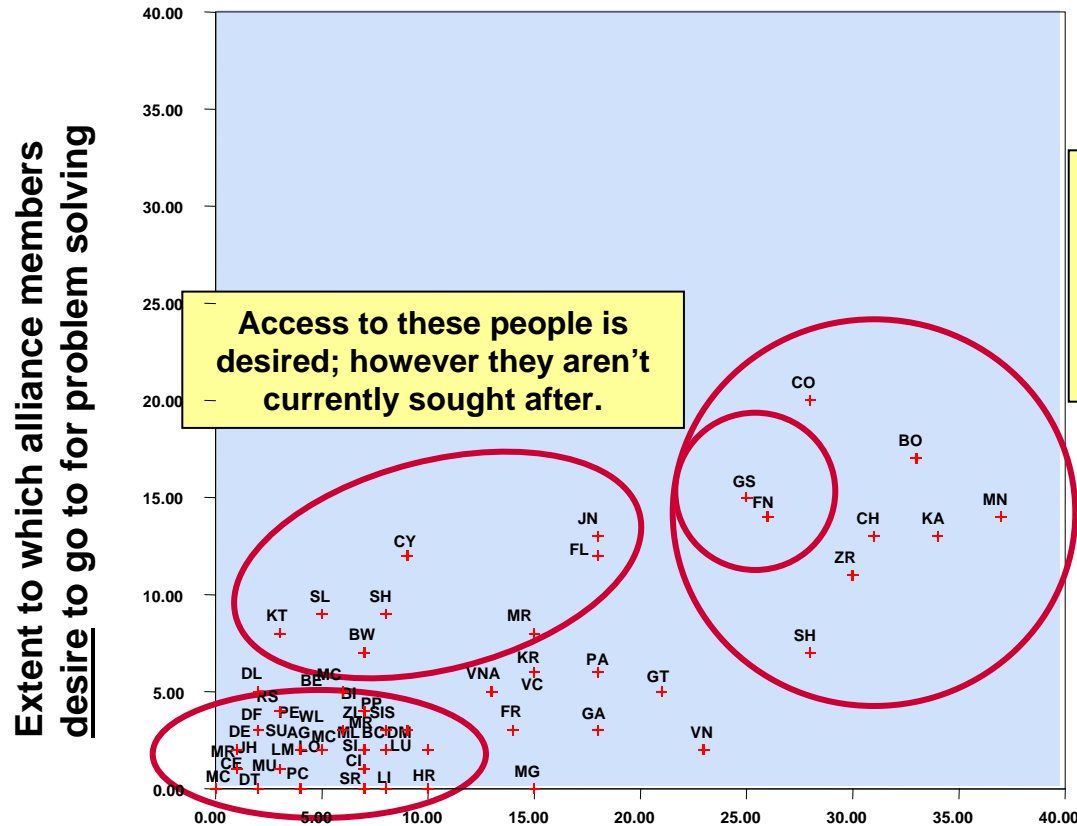 Extent to which alliance members
desire to go to for problem solving
40.00
35.00
30.00
25.00
Access to these people is
desired; however they aren't
currently sought after.
20.00
CO
BO
15.00
GS
FN
MN
JN
CH
KA
CY
FL
ZR
10.00
SL
SH
KT
MR
BW
SH
KR
PA
DL
BE
MC
VNA
VC
GT
5.00
RS
BI
PP
DF
PE
WL
ZI
SIS
FR
GA
DE
SU
AG
MC
ML
MR
BC
DM
VN
MR
JH
LM
LO
SI
LU
CE
MU
CI
MC
DT
PC
SR
LI
HR
MG
0.00
0.00
5.00
10.00
15.00
20.00
25.00
30.00
35.00
40.00